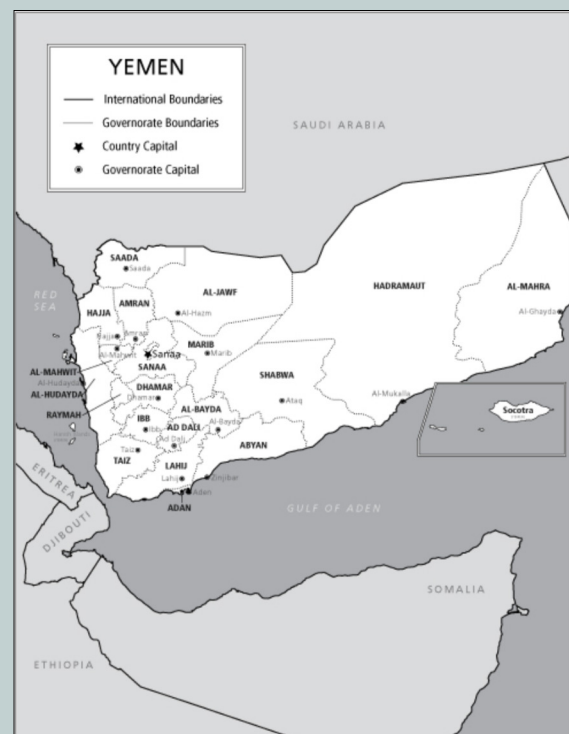 YEMEN
International Boundaries
Governorate Boundaries
Country Capital
Governorate Capital
SAUDI ARABIA
SAADA
Saada
HADRAMAUT
AL-MAHRA
AL-JAWF
RED
SEA
AMRAN
HAJJA
Al-Hazm
Al-Ghayda
Hajja
Amran
MARIB
Al-Mahwit
Sanaa
Marib
SANAA
AL-MAHWIT
SHABWA
Al-Hudayda
DHAMAR
AL-HUDAYDA
Dhamar
Ataq
Al-Mukalla
RAYMAH
AL-BAYDA
Socotra
IBB
Ibb
AD DALI
Al-Bayda
Ad Dali
ABYAN
Taiz
TAIZ
LAHIJ
Lahij
Zinjibar
ERITREA
Aden
ADAN
GULF OF ADEN
DJIBOUTI
SOMALIA
ETHIOPIA